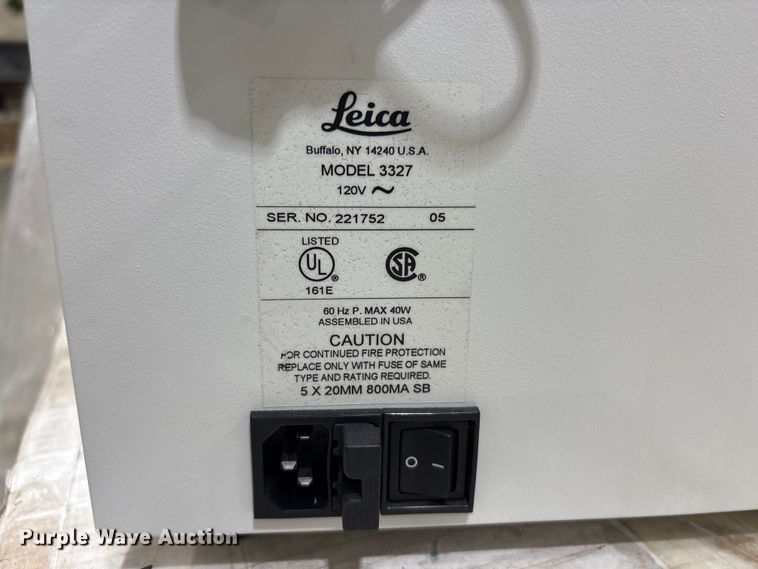 Leica
Buffalo, NY 14240 U.S.A.
MODEL 3327
120V ~
SER. NO. 221752 05
LISTED
UL ®
161E
SA ®
60 Hz P. MAX 40W
ASSEMBLED IN USA
CAUTION
FOR CONTINUED FIRE PROTECTION
REPLACE ONLY WITH FUSE OF SAME
TYPE AND RATING REQUIRED.
5 X 20MM 800MA SB
O I
Purple Wave Auction